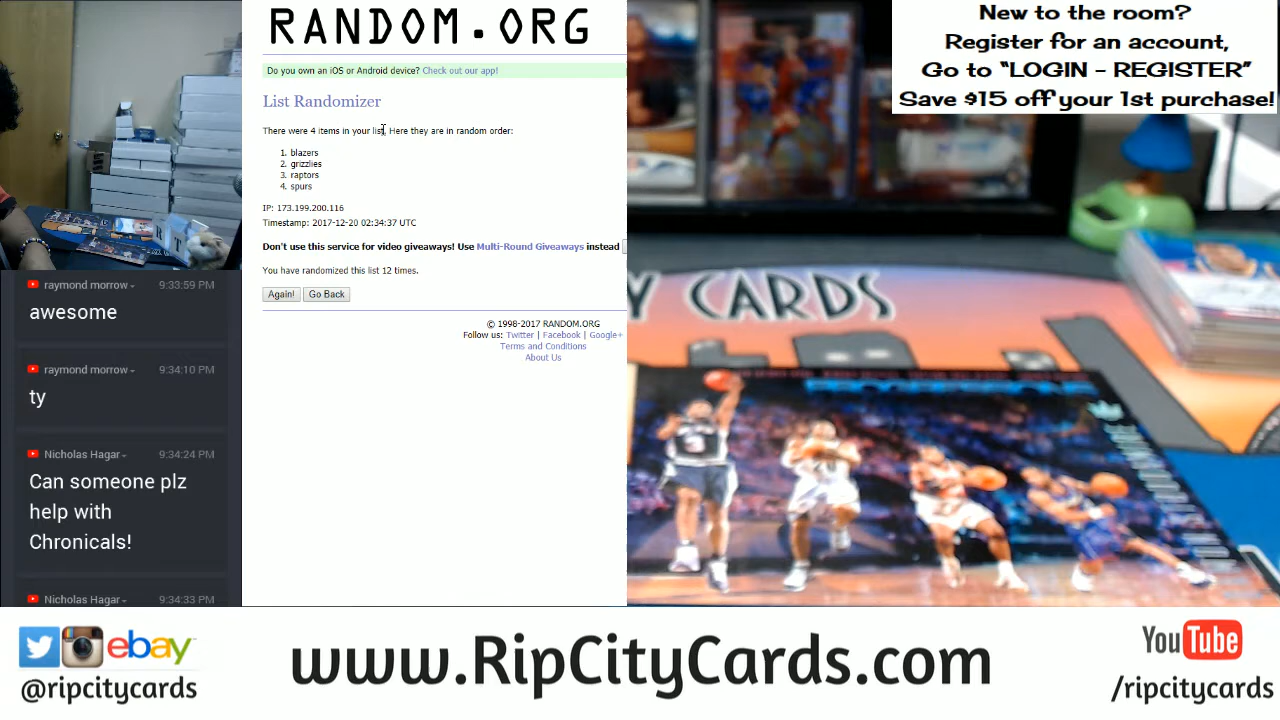 RANDOM.ORG
Do you own an iOS or Android device? Check out our app!
List Randomizer
There were 4 items in your list. Here they are in random order:
1. blazers
2. grizzlies
3. raptors
4. spurs
IP: 173.199.200.116
Timestamp: 2017-12-20 02:34:37 UTC
Don't use this service for video giveaways! Use Multi-Round Giveaways instead
You have randomized this list 12 times.
Again! Go Back
© 1998-2017 RANDOM.ORG
Follow us: Twitter | Facebook | Google+
Terms and Conditions
About Us
raymond morrow 9:33:59 PM
awesome
raymond morrow 9:34:10 PM
ty
Nicholas Hagar 9:34:24 PM
Can someone plz
help with
Chronicals!
Nicholas Hagar 9:34:33 PM
New to the room?
Register for an account,
Go to "LOGIN - REGISTER"
Save $15 off your 1st purchase!
Y CARDS
ebay
@ripcitycards
www.RipCityCards.com
YouTube
/ripcitycards